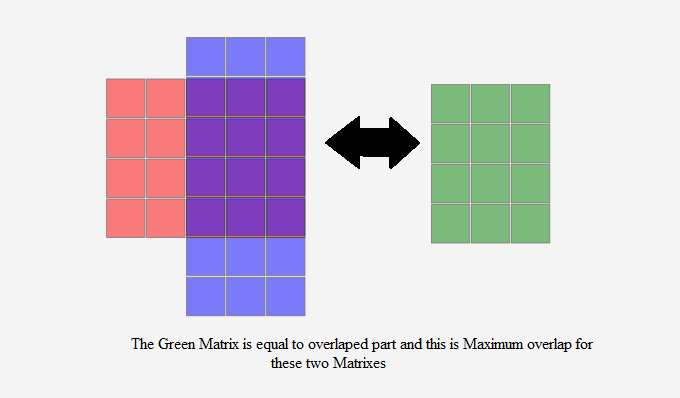 The Green Matrix is equal to overlaped part and this is Maximum overlap for
these two Matrixes